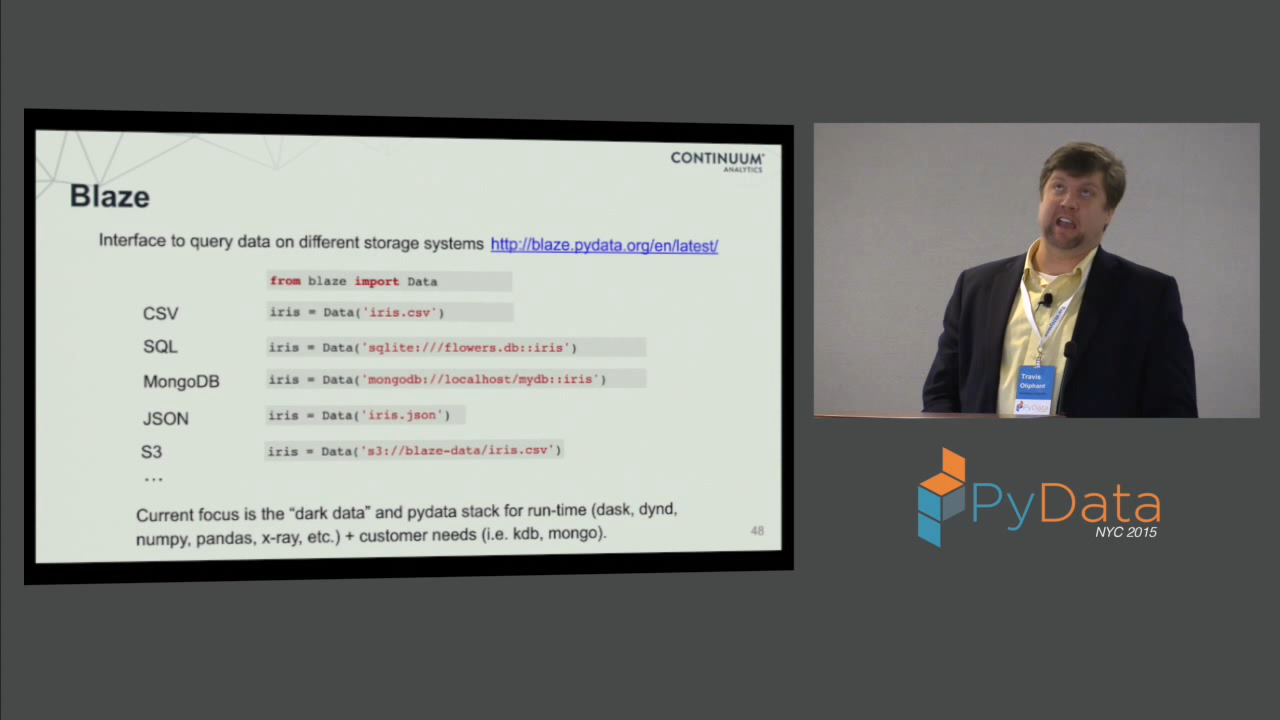 CONTINUUM
ANALYTICS
Blaze
Interface to query data on different storage systems http://blaze.pydata.org/en/latest/
from blaze import Data
CSV iris = Data('iris.csv')
SQL iris = Data('sqlite:///flowers.db::iris')
MongoDB iris = Data('mongodb://localhost/mydb::iris')
JSON iris = Data('iris.json')
S3 iris = Data('s3://blaze-data/iris.csv')
...
Current focus is the “dark data” and pydata stack for run-time (dask, dynd,
numpy, pandas, x-ray, etc.) + customer needs (i.e. kdb, mongo).
48
Travis
Oliphant
PyData
PyData
NYC 2015